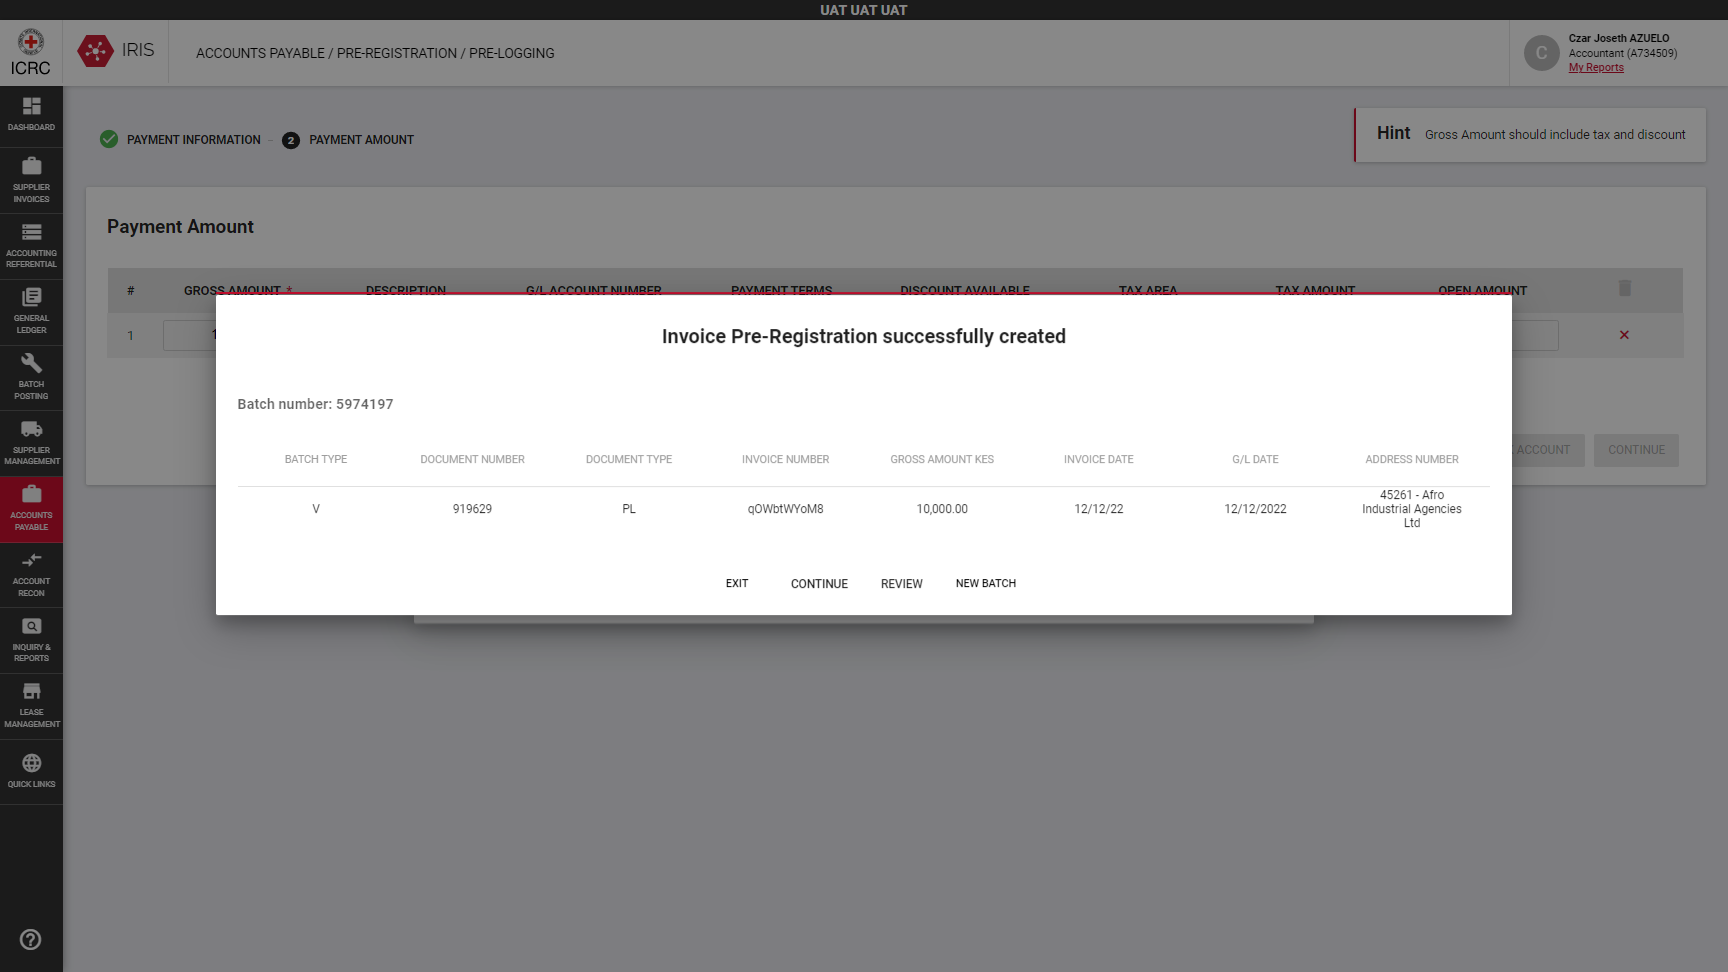 UAT UAT UAT
ICRC
IRIS
ACCOUNTS PAYABLE / PRE-REGISTRATION / PRE-LOGGING
C
Czar Joseth AZUELO
Accountant (A734509)
My Reports
DASHBOARD
SUPPLIER
INVOICES
ACCOUNTING
REFERENTIAL
GENERAL
LEDGER
BATCH
POSTING
SUPPLIER
MANAGEMENT
ACCOUNTS
PAYABLE
ACCOUNT
RECON
INQUIRY &
REPORTS
LEASE
MANAGEMENT
QUICK LINKS
PAYMENT INFORMATION - 2 PAYMENT AMOUNT
Hint Gross Amount should include tax and discount
Payment Amount
# GROSS AMOUNT * DESCRIPTION G/L ACCOUNT NUMBER PAYMENT TERMS DISCOUNT AVAILABLE TAX AREA TAX AMOUNT OPEN AMOUNT
1 1
ACCOUNT CONTINUE
Invoice Pre-Registration successfully created
Batch number: 5974197
BATCH TYPE DOCUMENT NUMBER DOCUMENT TYPE INVOICE NUMBER GROSS AMOUNT KES INVOICE DATE G/L DATE ADDRESS NUMBER
V 919629 PL qOWbtWYoM8 10,000.00 12/12/22 12/12/2022 45261 - Afro
Industrial Agencies
Ltd
EXIT CONTINUE REVIEW NEW BATCH